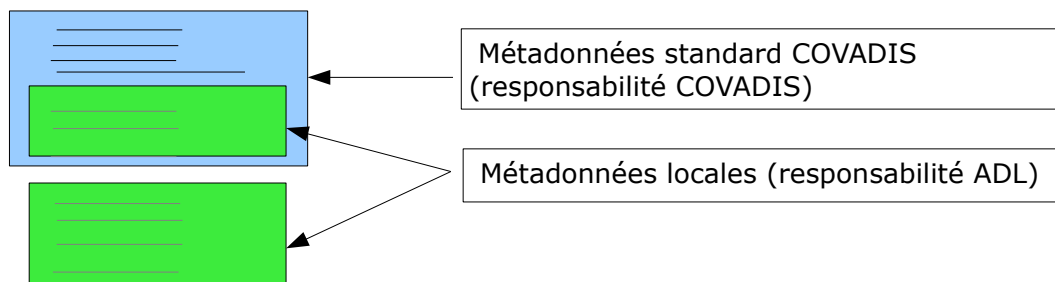 Métadonnées standard COVADIS
(responsabilité COVADIS)
Métadonnées locales (responsabilité ADL)